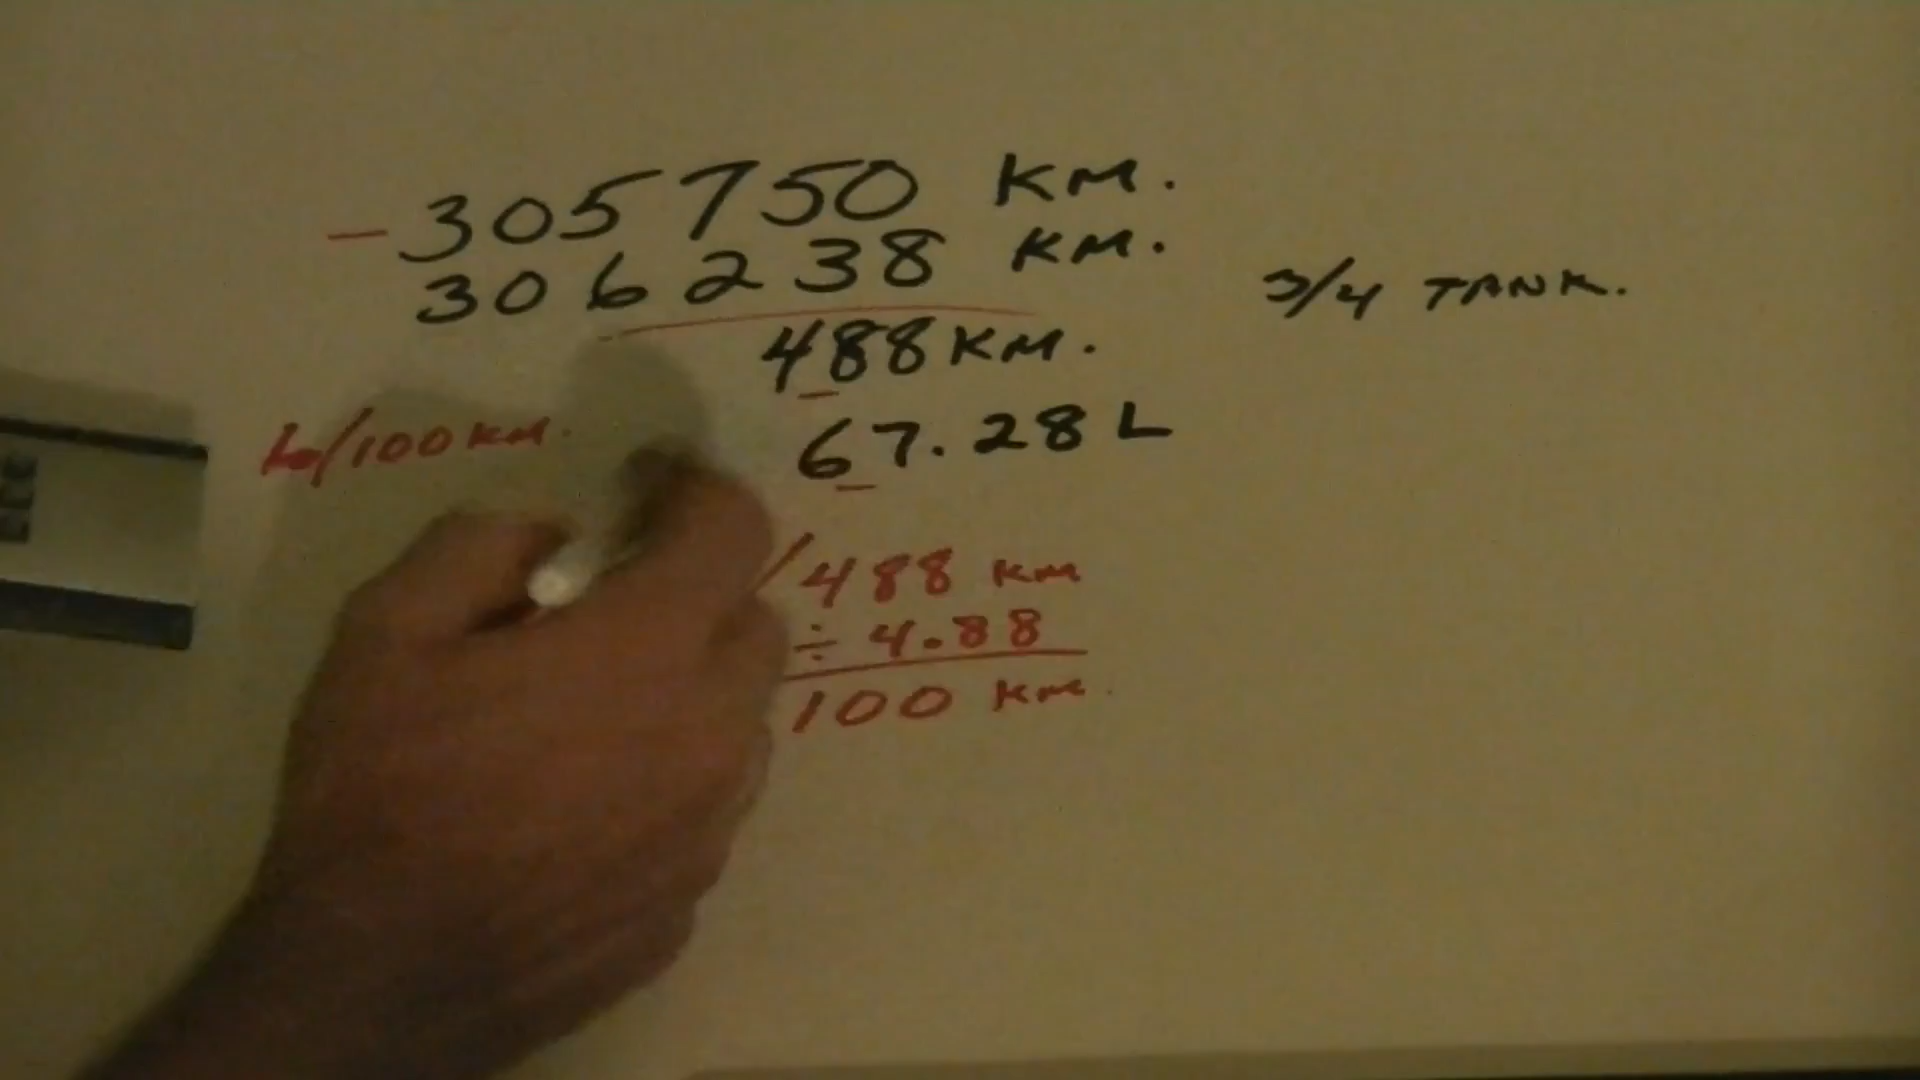 - 305750 KM.
306238 KM.
3/4 TANK.
488 KM.
L/100 KM.
67.28 L
488 KM
÷ 4.88
100 KM.